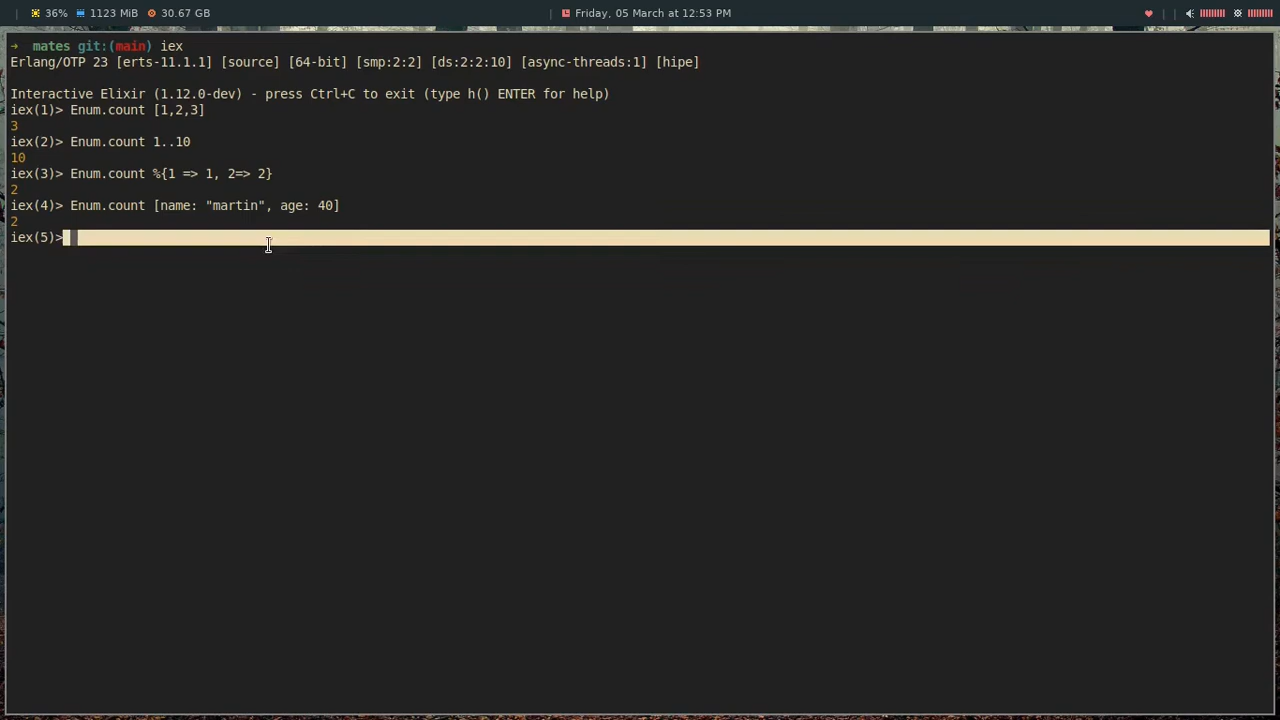 36% 1123 MiB 30.67 GB Friday, 05 March at 12:53 PM
→ mates git:(main) iex
Erlang/OTP 23 [erts-11.1.1] [source] [64-bit] [smp:2:2] [ds:2:2:10] [async-threads:1] [hipe]
Interactive Elixir (1.12.0-dev) - press Ctrl+C to exit (type h() ENTER for help)
iex(1)> Enum.count [1,2,3]
3
iex(2)> Enum.count 1..10
10
iex(3)> Enum.count %{1 => 1, 2=> 2}
2
iex(4)> Enum.count [name: "martin", age: 40]
2
iex(5)>